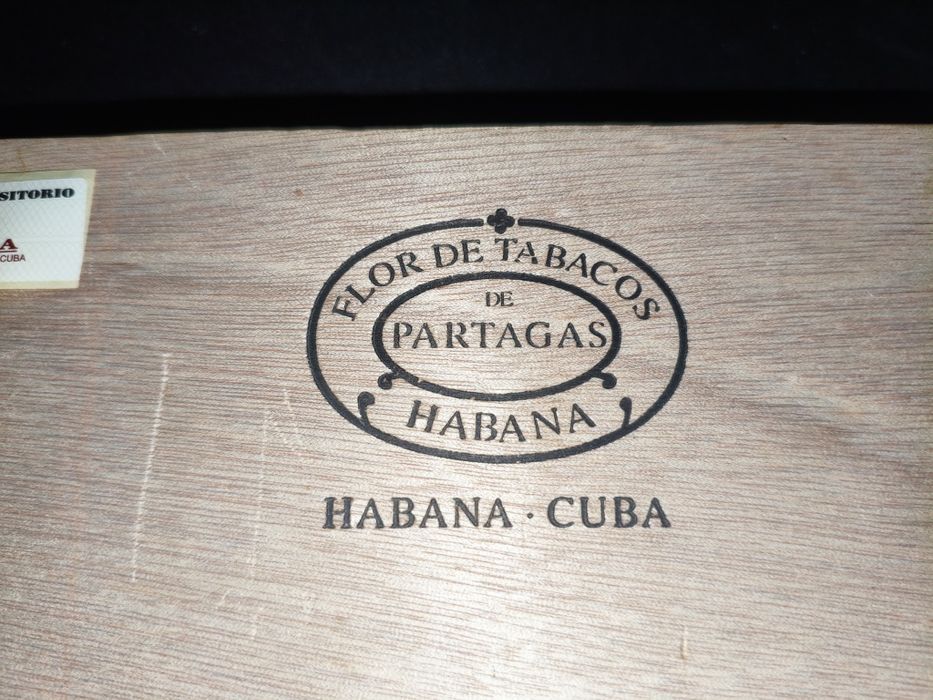 SITORIO
A
CUBA
FLOR DE TABACOS
DE
PARTAGAS
HABANA
HABANA · CUBA